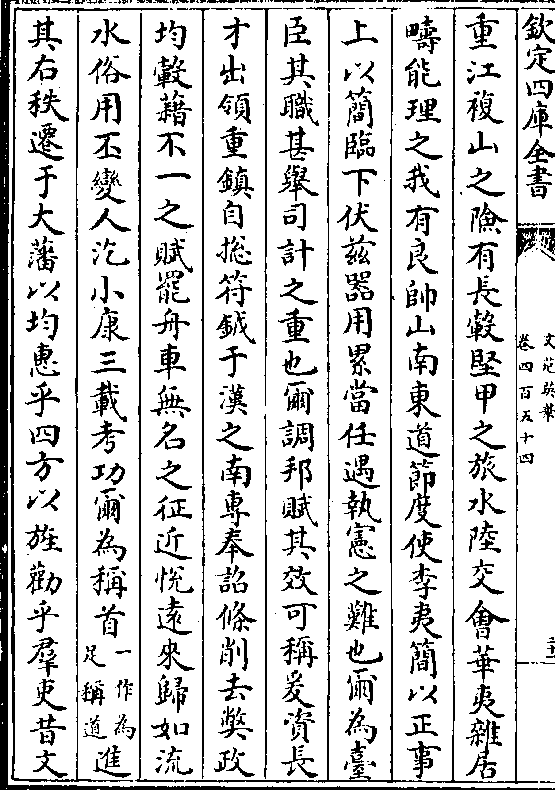 欽定四庫全書
文苑英華
卷四百五十四
重江複山之險有長轂堅甲之旅水陸交會華夷雜居
疇能理之我有良帥山南東道節度使李夷簡以正事
上以簡臨下伏茲器用累當任遇執憲之難也爾為臺
臣其職甚舉司計之重也爾調邦賦其效可稱爰資長
才出領重鎮自揔符鉞于漢之南專奉詔條削去獘政
均轂藉不一之賦罷舟車無名之征近悅遠來歸如流
水俗用丕變人汔小康三載考功爾為稱首一作為足稱道進
其右秩遷于大藩以均惠乎四方以旌勸乎羣吏昔文